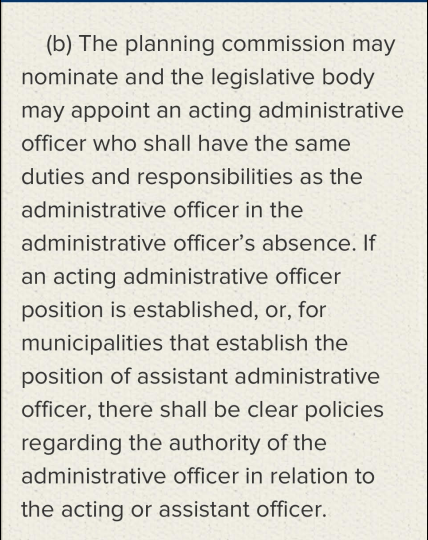 (b) The planning commission may
nominate and the legislative body
may appoint an acting administrative
officer who shall have the same
duties and responsibilities as the
administrative officer in the
administrative officer’s absence. If
an acting administrative officer
position is established, or, for
municipalities that establish the
position of assistant administrative
officer, there shall be clear policies
regarding the authority of the
administrative officer in relation to
the acting or assistant officer.